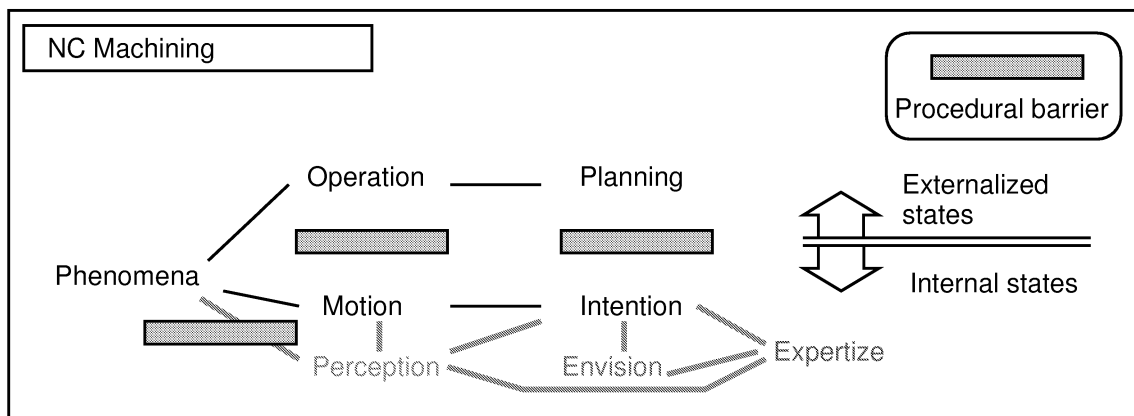 NC Machining
Procedural barrier
Operation
Planning
Externalized
states
Phenomena
Internal states
Motion
Intention
Perception
Envision
Expertize